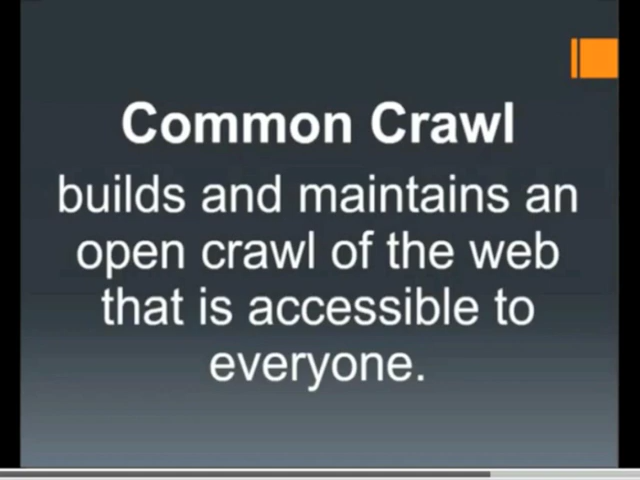 Common Crawl
builds and maintains an
open crawl of the web
that is accessible to
everyone.